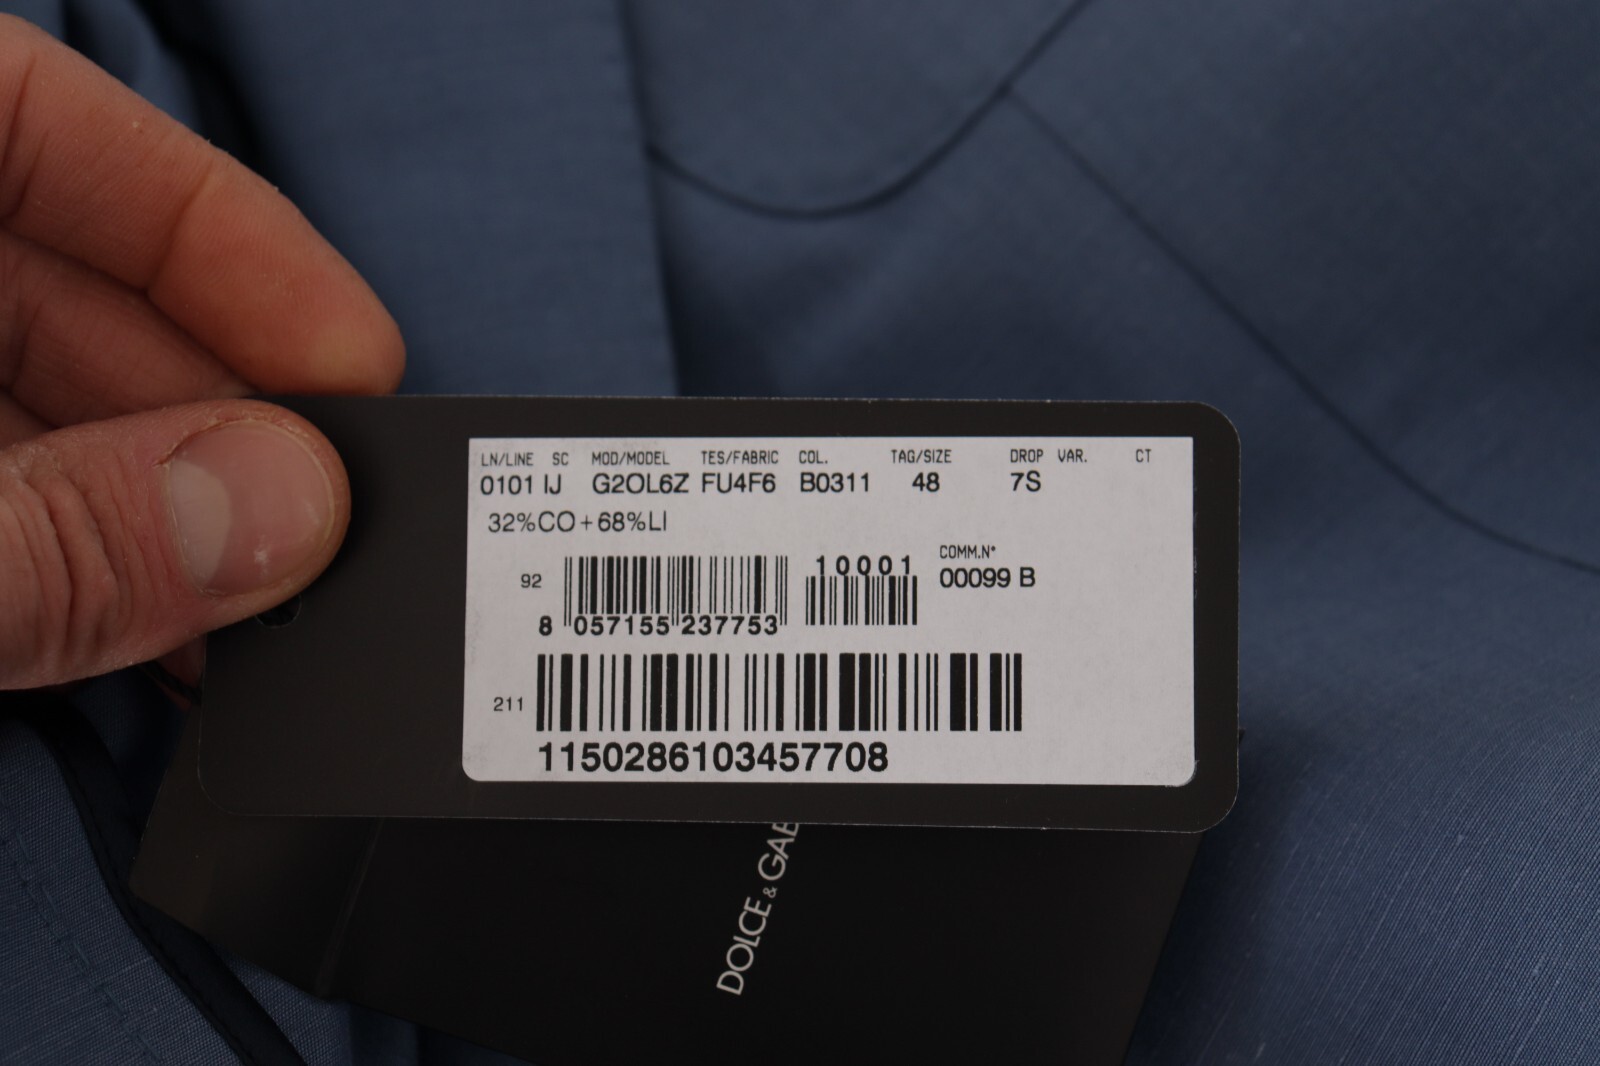 LN/LINE SC MOD/MODEL TES/FABRIC COL. TAG/SIZE DROP VAR. CT
0101 IJ G2OL6Z FU4F6 B0311 48 7S
32%CO+68%LI
10001
COMM.N°
92
00099 B
8 057155 237753
211
1150286103457708
DOLCE & GAB